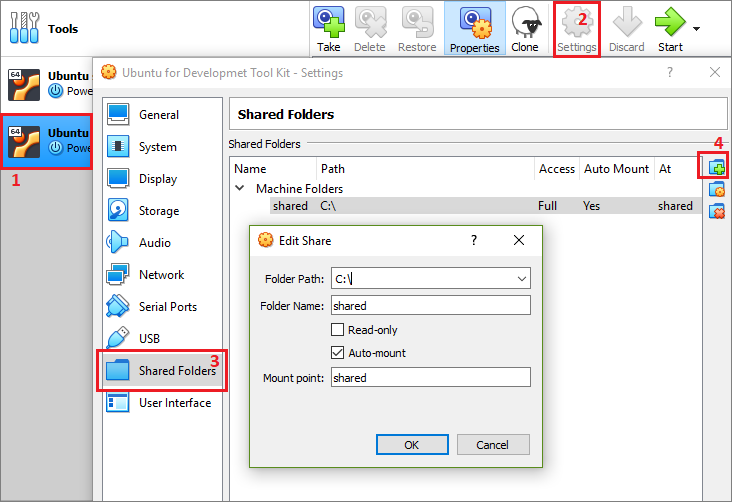 Tools
Take
Delete
Restore
Properties
Clone
2
Settings
Discard
Start
64
Ubuntu
Powe
64
Ubuntu
Powe
1
Ubuntu for Developmet Tool Kit - Settings
?
General
System
Display
Storage
Audio
Network
Serial Ports
USB
Shared Folders
3
User Interface
Shared Folders
Shared Folders
4
Name Path Access Auto Mount At
Machine Folders
shared C:\ Full Yes shared
Edit Share
?
Folder Path: C:\
Folder Name: shared
Read-only
Auto-mount
Mount point: shared
OK Cancel